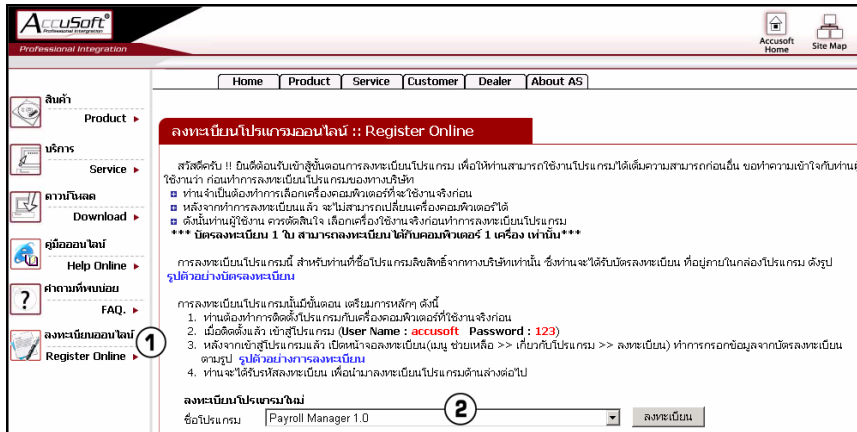 AccuSoft®
Professional Integration
Professional Integration
Accusoft Home
Site Map
Home Product Service Customer Dealer About AS
สินค้า
Product
บริการ
Service
ดาวน์โหลด
Download
คู่มือออนไลน์
Help Online
คำถามที่พบบ่อย
FAQ.
ลงทะเบียนออนไลน์
Register Online
1
ลงทะเบียนโปรแกรมออนไลน์ :: Register Online
สวัสดีครับ !! ยินดีต้อนรับเข้าสู่ขั้นตอนการลงทะเบียนโปรแกรม เพื่อให้ท่านสามารถใช้งานโปรแกรมได้เต็มความสามารถก่อนอื่น ขอทำความเข้าใจกับท่านผู้
ใช้งานว่า ก่อนทำการลงทะเบียนโปรแกรมของทางบริษัท
ท่านจำเป็นต้องทำการเลือกเครื่องคอมพิวเตอร์ที่จะใช้งานจริงก่อน
หลังจากทำการลงทะเบียนแล้ว จะไม่สามารถเปลี่ยนเครื่องคอมพิวเตอร์ได้
ดังนั้นท่านผู้ใช้งาน ควรตัดสินใจ เลือกเครื่องใช้งานจริงก่อนทำการลงทะเบียนโปรแกรม
*** บัตรลงทะเบียน 1 ใบ สามารถลงทะเบียนได้กับคอมพิวเตอร์ 1 เครื่อง เท่านั้น***
การลงทะเบียนโปรแกรมนี้ สำหรับท่านที่ซื้อโปรแกรมลิขสิทธิ์จากทางบริษัทเท่านั้น ซึ่งท่านจะได้รับบัตรลงทะเบียน ที่อยู่ภายในกล่องโปรแกรม ดังรูป
รูปตัวอย่างบัตรลงทะเบียน
การลงทะเบียนโปรแกรมนั้นมีขั้นตอน เตรียมการหลักๆ ดังนี้
1. ท่านต้องทำการติดตั้งโปรแกรมกับเครื่องคอมพิวเตอร์ที่ใช้งานจริงก่อน
2. เมื่อติดตั้งแล้ว เข้าสู่โปรแกรม (User Name : accusoft Password : 123)
3. หลังจากเข้าสู่โปรแกรมแล้ว เปิดหน้าจอลงทะเบียน(เมนู ช่วยเหลือ >> เกี่ยวกับโปรแกรม >> ลงทะเบียน) ทำการกรอกข้อมูลจากบัตรลงทะเบียน
ตามรูป รูปตัวอย่างการลงทะเบียน
4. ท่านจะได้รับรหัสลงทะเบียน เพื่อนำมาลงทะเบียนโปรแกรมด้านล่างต่อไป
ลงทะเบียนโปรแกรมใหม่
ชื่อโปรแกรม Payroll Manager 1.0 2 ลงทะเบียน